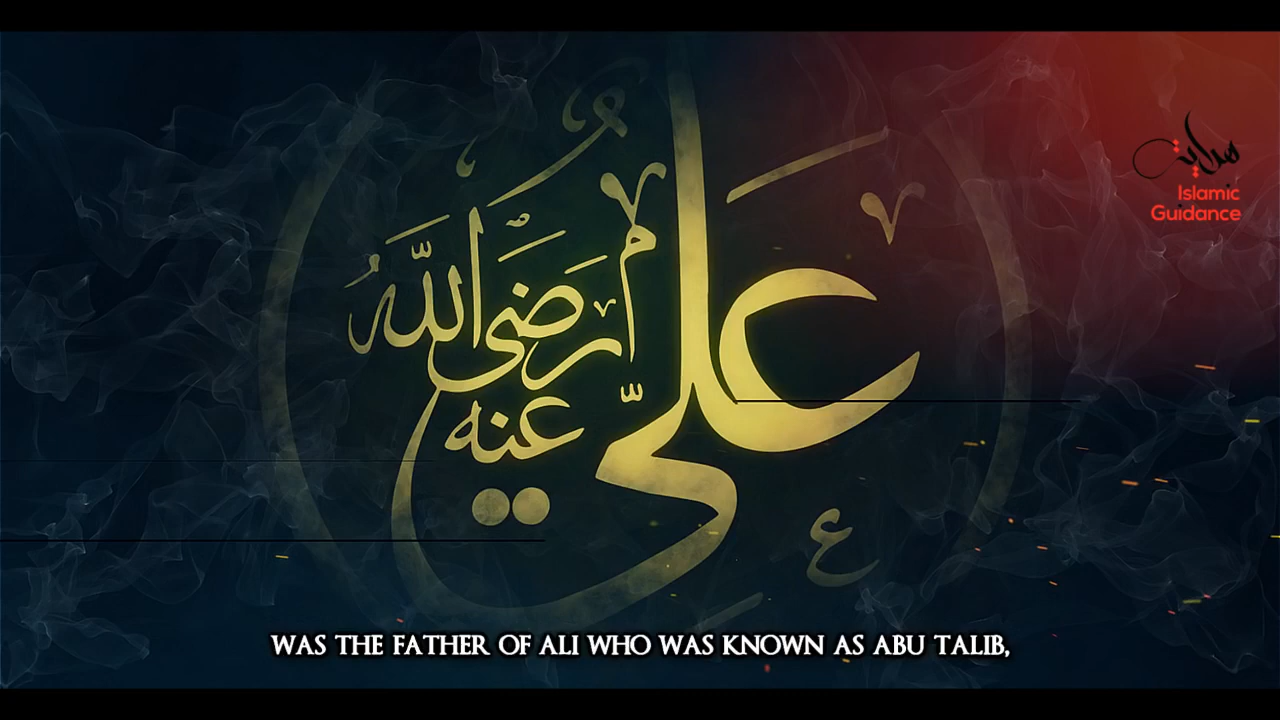 علي
رضي الله
عنه
هداية
Islamic
Guidance
WAS THE FATHER OF ALI WHO WAS KNOWN AS ABU TALIB,